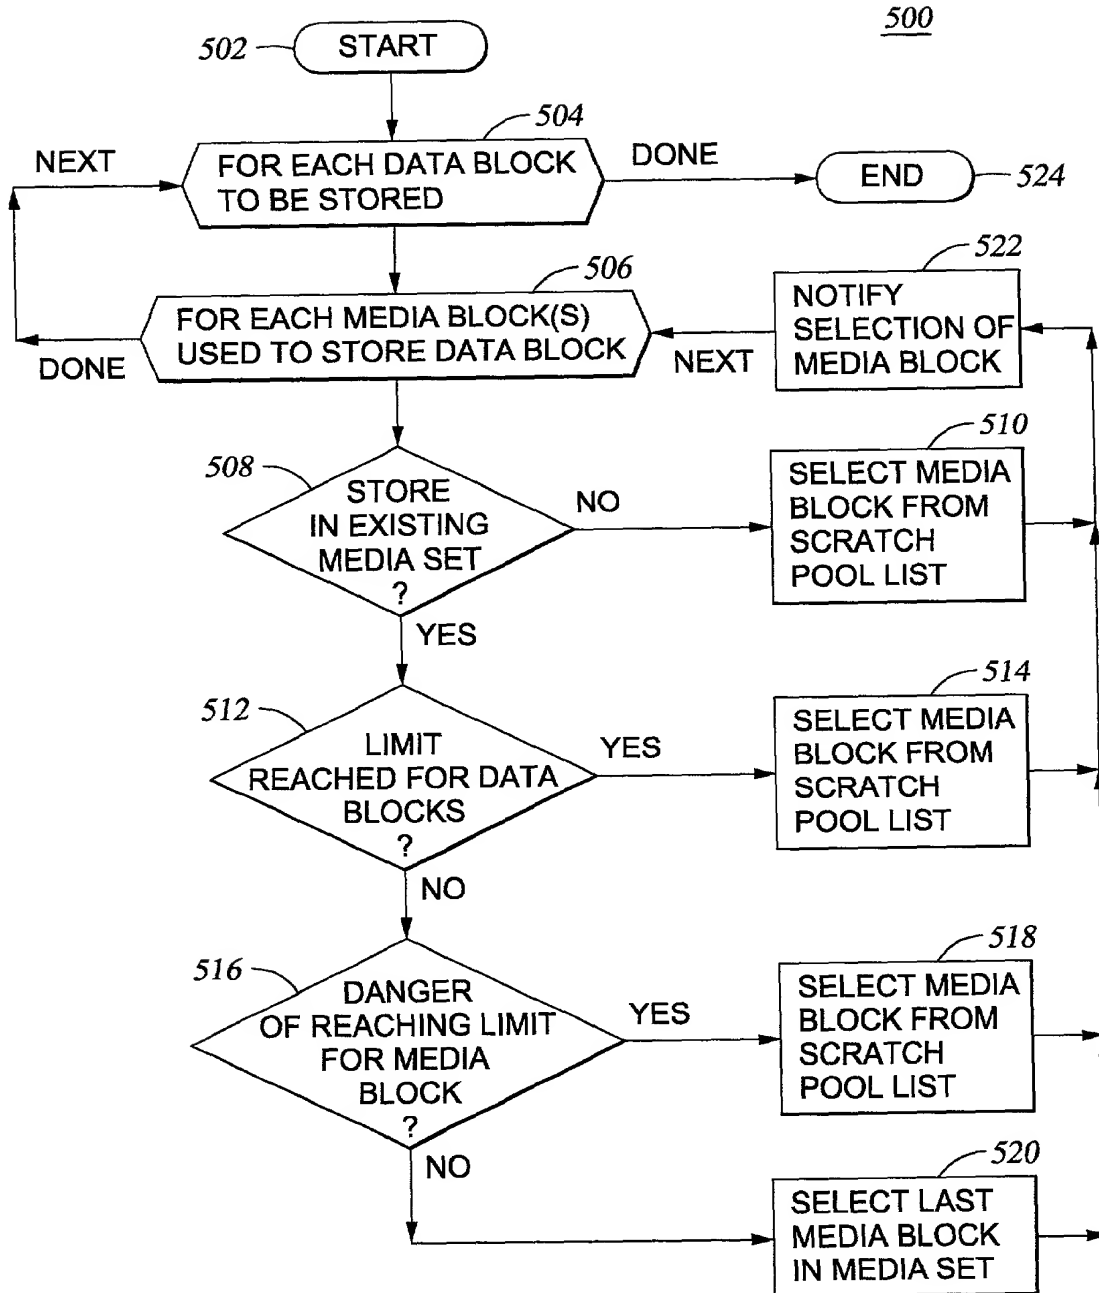 500
502
START
504
NEXT
FOR EACH DATA BLOCK
TO BE STORED
DONE
END
524
506
522
FOR EACH MEDIA BLOCK(S)
USED TO STORE DATA BLOCK
DONE
NEXT
NOTIFY
SELECTION OF
MEDIA BLOCK
508
STORE
IN EXISTING
MEDIA SET
?
NO
510
SELECT MEDIA
BLOCK FROM
SCRATCH
POOL LIST
YES
512
LIMIT
REACHED FOR DATA
BLOCKS
?
YES
514
SELECT MEDIA
BLOCK FROM
SCRATCH
POOL LIST
NO
516
DANGER
OF REACHING LIMIT
FOR MEDIA
BLOCK
?
YES
518
SELECT MEDIA
BLOCK FROM
SCRATCH
POOL LIST
NO
520
SELECT LAST
MEDIA BLOCK
IN MEDIA SET